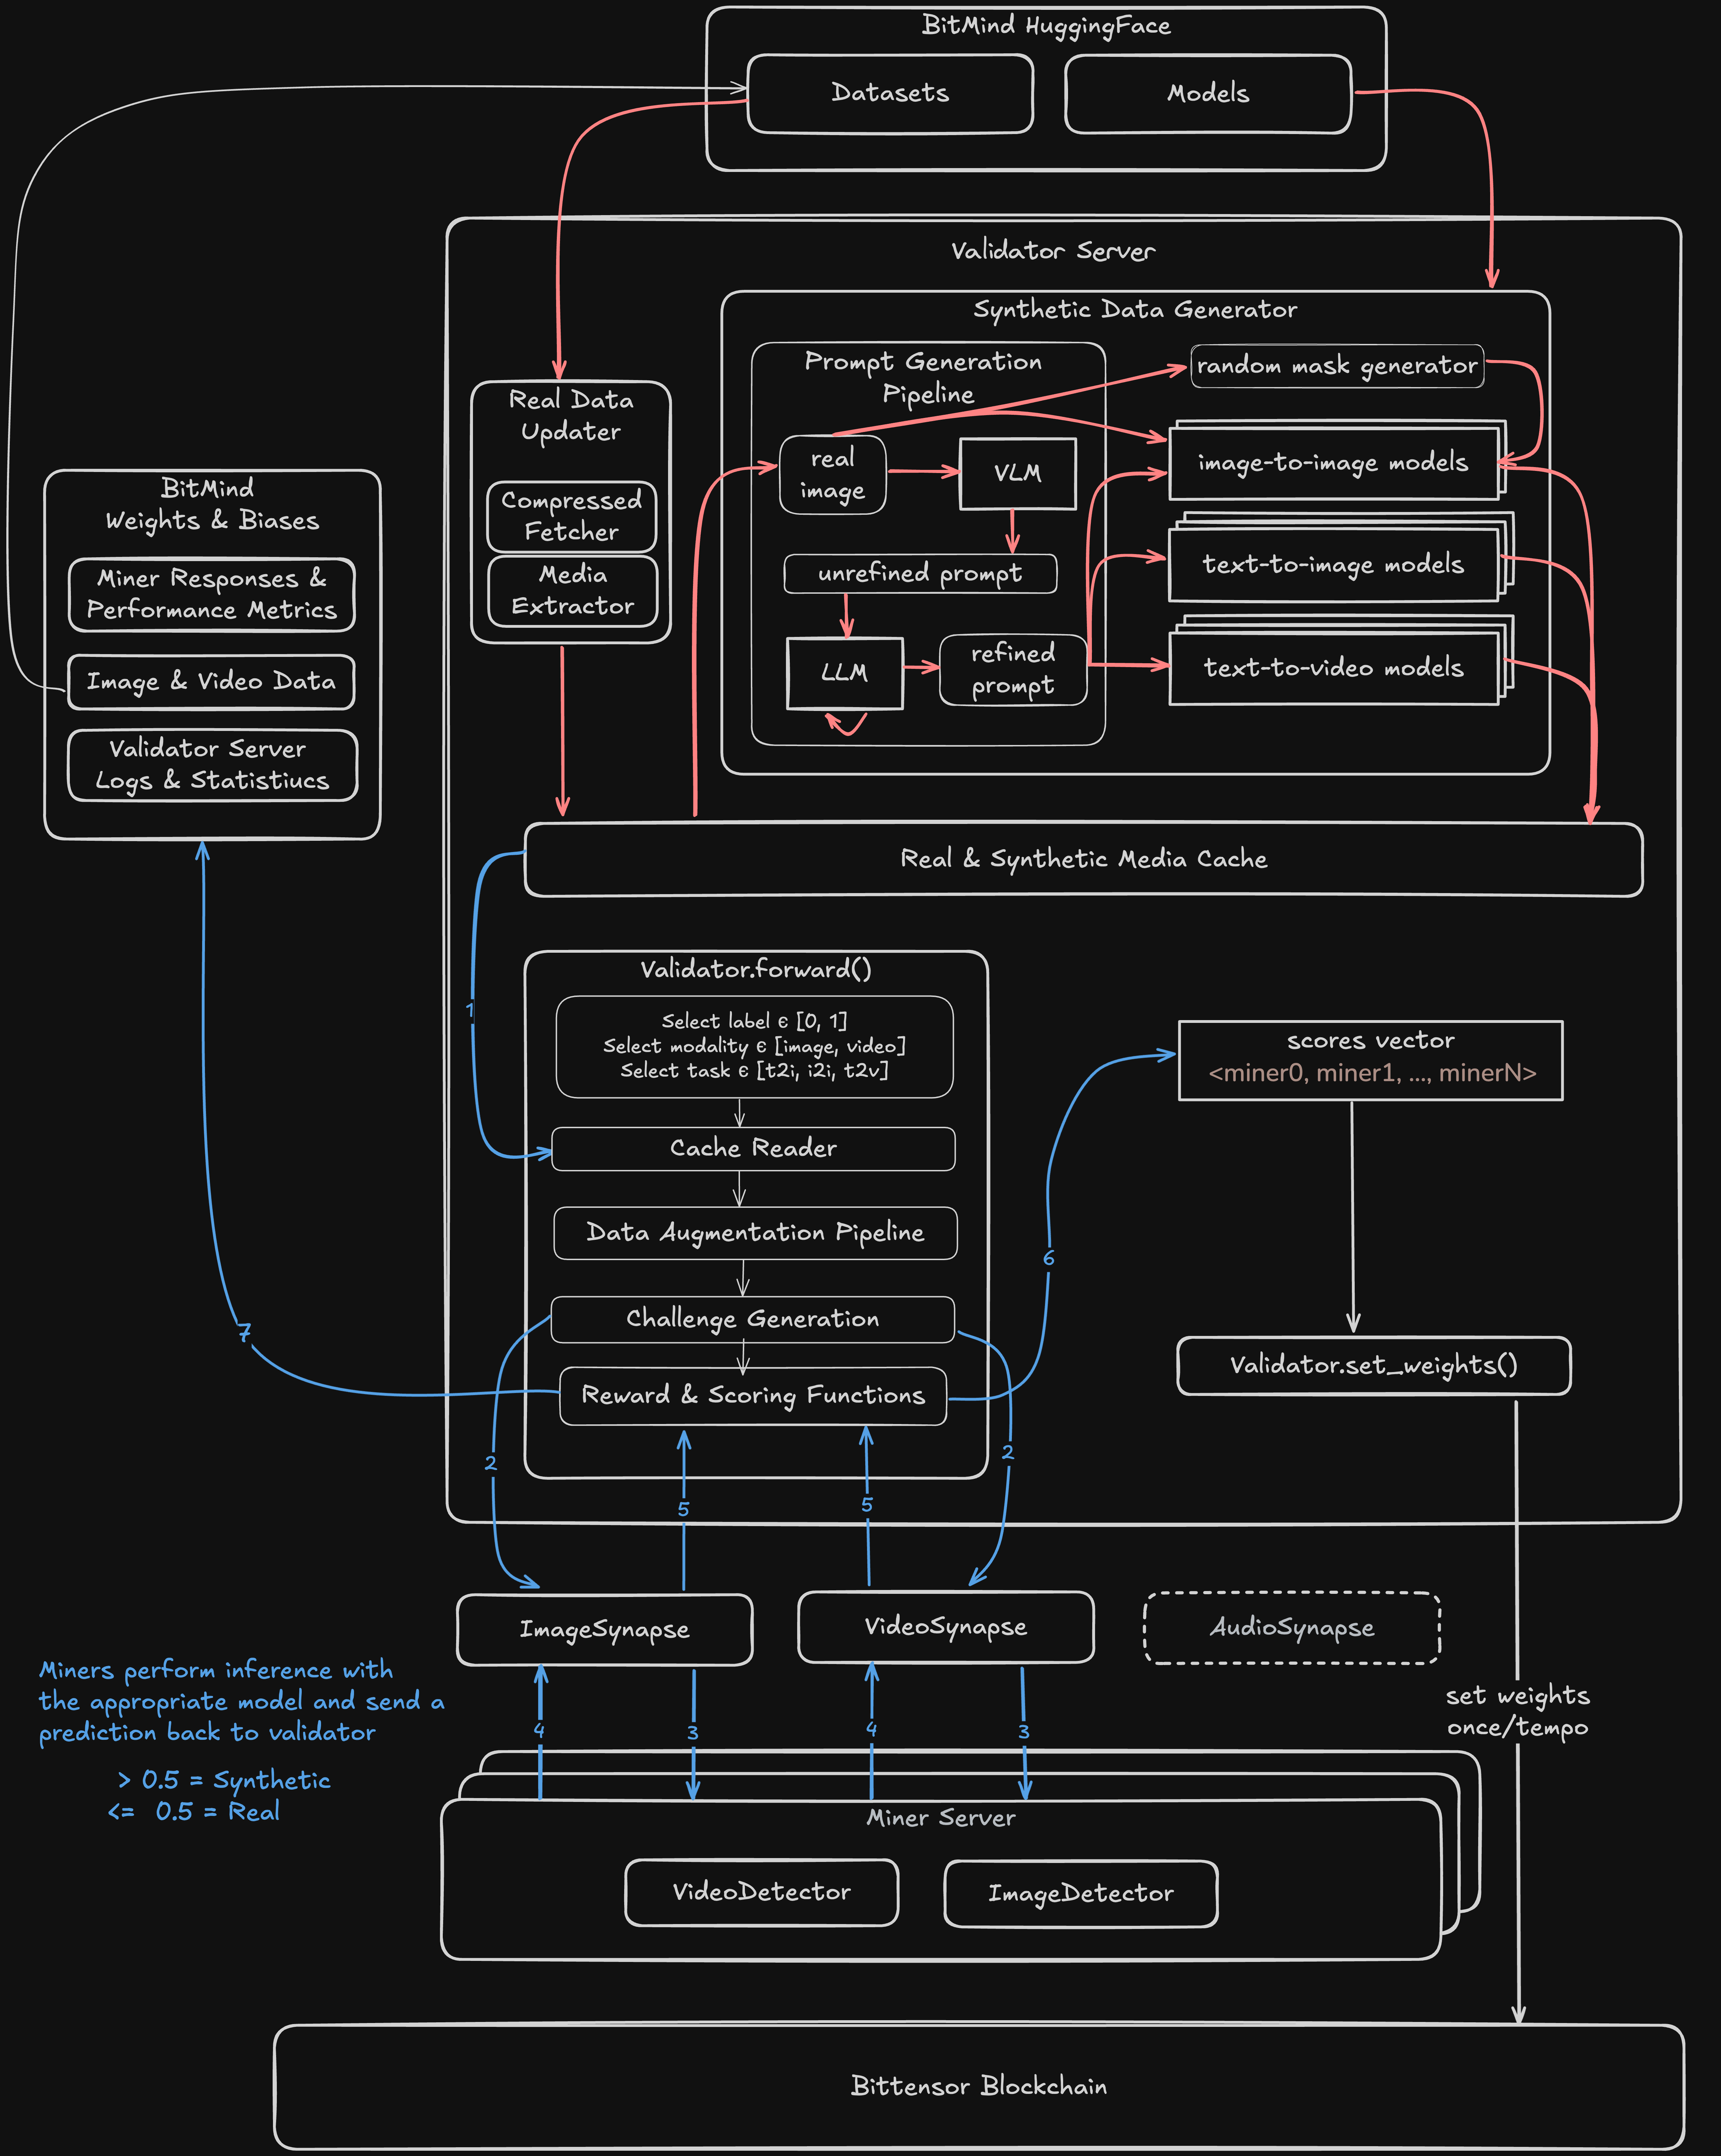 BitMind HuggingFace
Datasets
Models
Validator Server
Synthetic Data Generator
Prompt Generation
Pipeline
random mask generator
real
image
VLM
image-to-image models
unrefined prompt
text-to-image models
LLM
refined
prompt
text-to-video models
Real Data
Updater
Compressed
Fetcher
Media
Extractor
BitMind
Weights & Biases
Miner Responses &
Performance Metrics
Image & Video Data
Validator Server
Logs & Statistiucs
Real & Synthetic Media Cache
1
Validator.forward()
Select label ∈ [0, 1]
Select modality ∈ [image, video]
Select task ∈ [t2i, i2i, t2v]
Cache Reader
Data Augmentation Pipeline
Challenge Generation
Reward & Scoring Functions
scores vector
<miner0, miner1, ..., minerN>
6
7
Validator.set_weights()
2
2
5
5
ImageSynapse
VideoSynapse
AudioSynapse
Miners perform inference with
the appropriate model and send a
prediction back to validator
> 0.5 = Synthetic
<= 0.5 = Real
4
3
4
3
set weights
once/tempo
Miner Server
VideoDetector
ImageDetector
Bittensor Blockchain